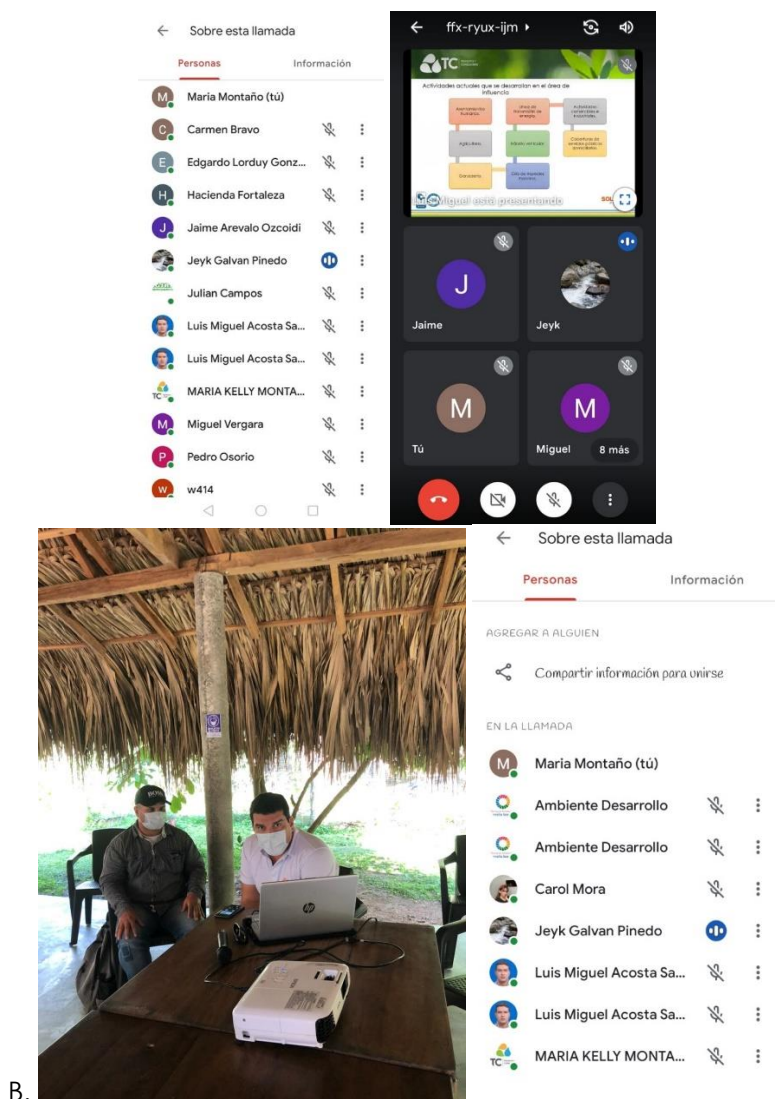 Sobre esta llamada
Personas Información
M Maria Montaño (tú)
C Carmen Bravo
E Edgardo Lorduy Gonz...
H Hacienda Fortaleza
J Jaime Arevalo Ozcoidi
Jeyk Galvan Pinedo
Julian Campos
Luis Miguel Acosta Sa...
Luis Miguel Acosta Sa...
TC MARIA KELLY MONTA...
M Miguel Vergara
P Pedro Osorio
w w414
ffx-ryux-ijm
TC
Actividades actuales que se desarrollan en el área de
influencia
Agricultura
Ganadería
Miguel está presentando
SOL
J
Jaime
Jeyk
M
Tú
M
Miguel 8 más
hp
Sobre esta llamada
Personas Información
AGREGAR A ALGUIEN
Compartir información para unirse
EN LA LLAMADA
M Maria Montaño (tú)
Ambiente Desarrollo
Ambiente Desarrollo
Carol Mora
Jeyk Galvan Pinedo
Luis Miguel Acosta Sa...
Luis Miguel Acosta Sa...
TC MARIA KELLY MONTA...
B.